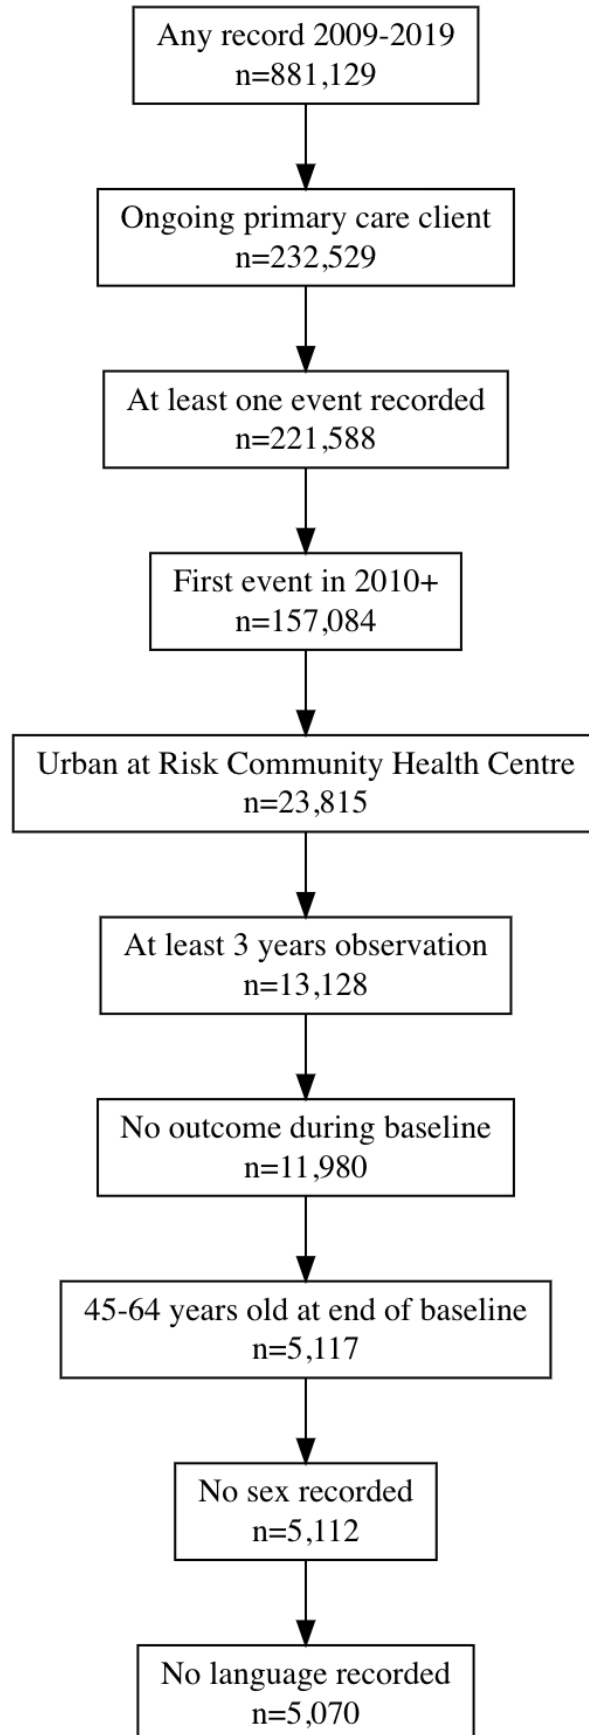 Any record 2009-2019
n=881,129
Ongoing primary care client
n=232,529
At least one event recorded
n=221,588
First event in 2010+
n=157,084
Urban at Risk Community Health Centre
n=23,815
At least 3 years observation
n=13,128
No outcome during baseline
n=11,980
45-64 years old at end of baseline
n=5,117
No sex recorded
n=5,112
No language recorded
n=5,070